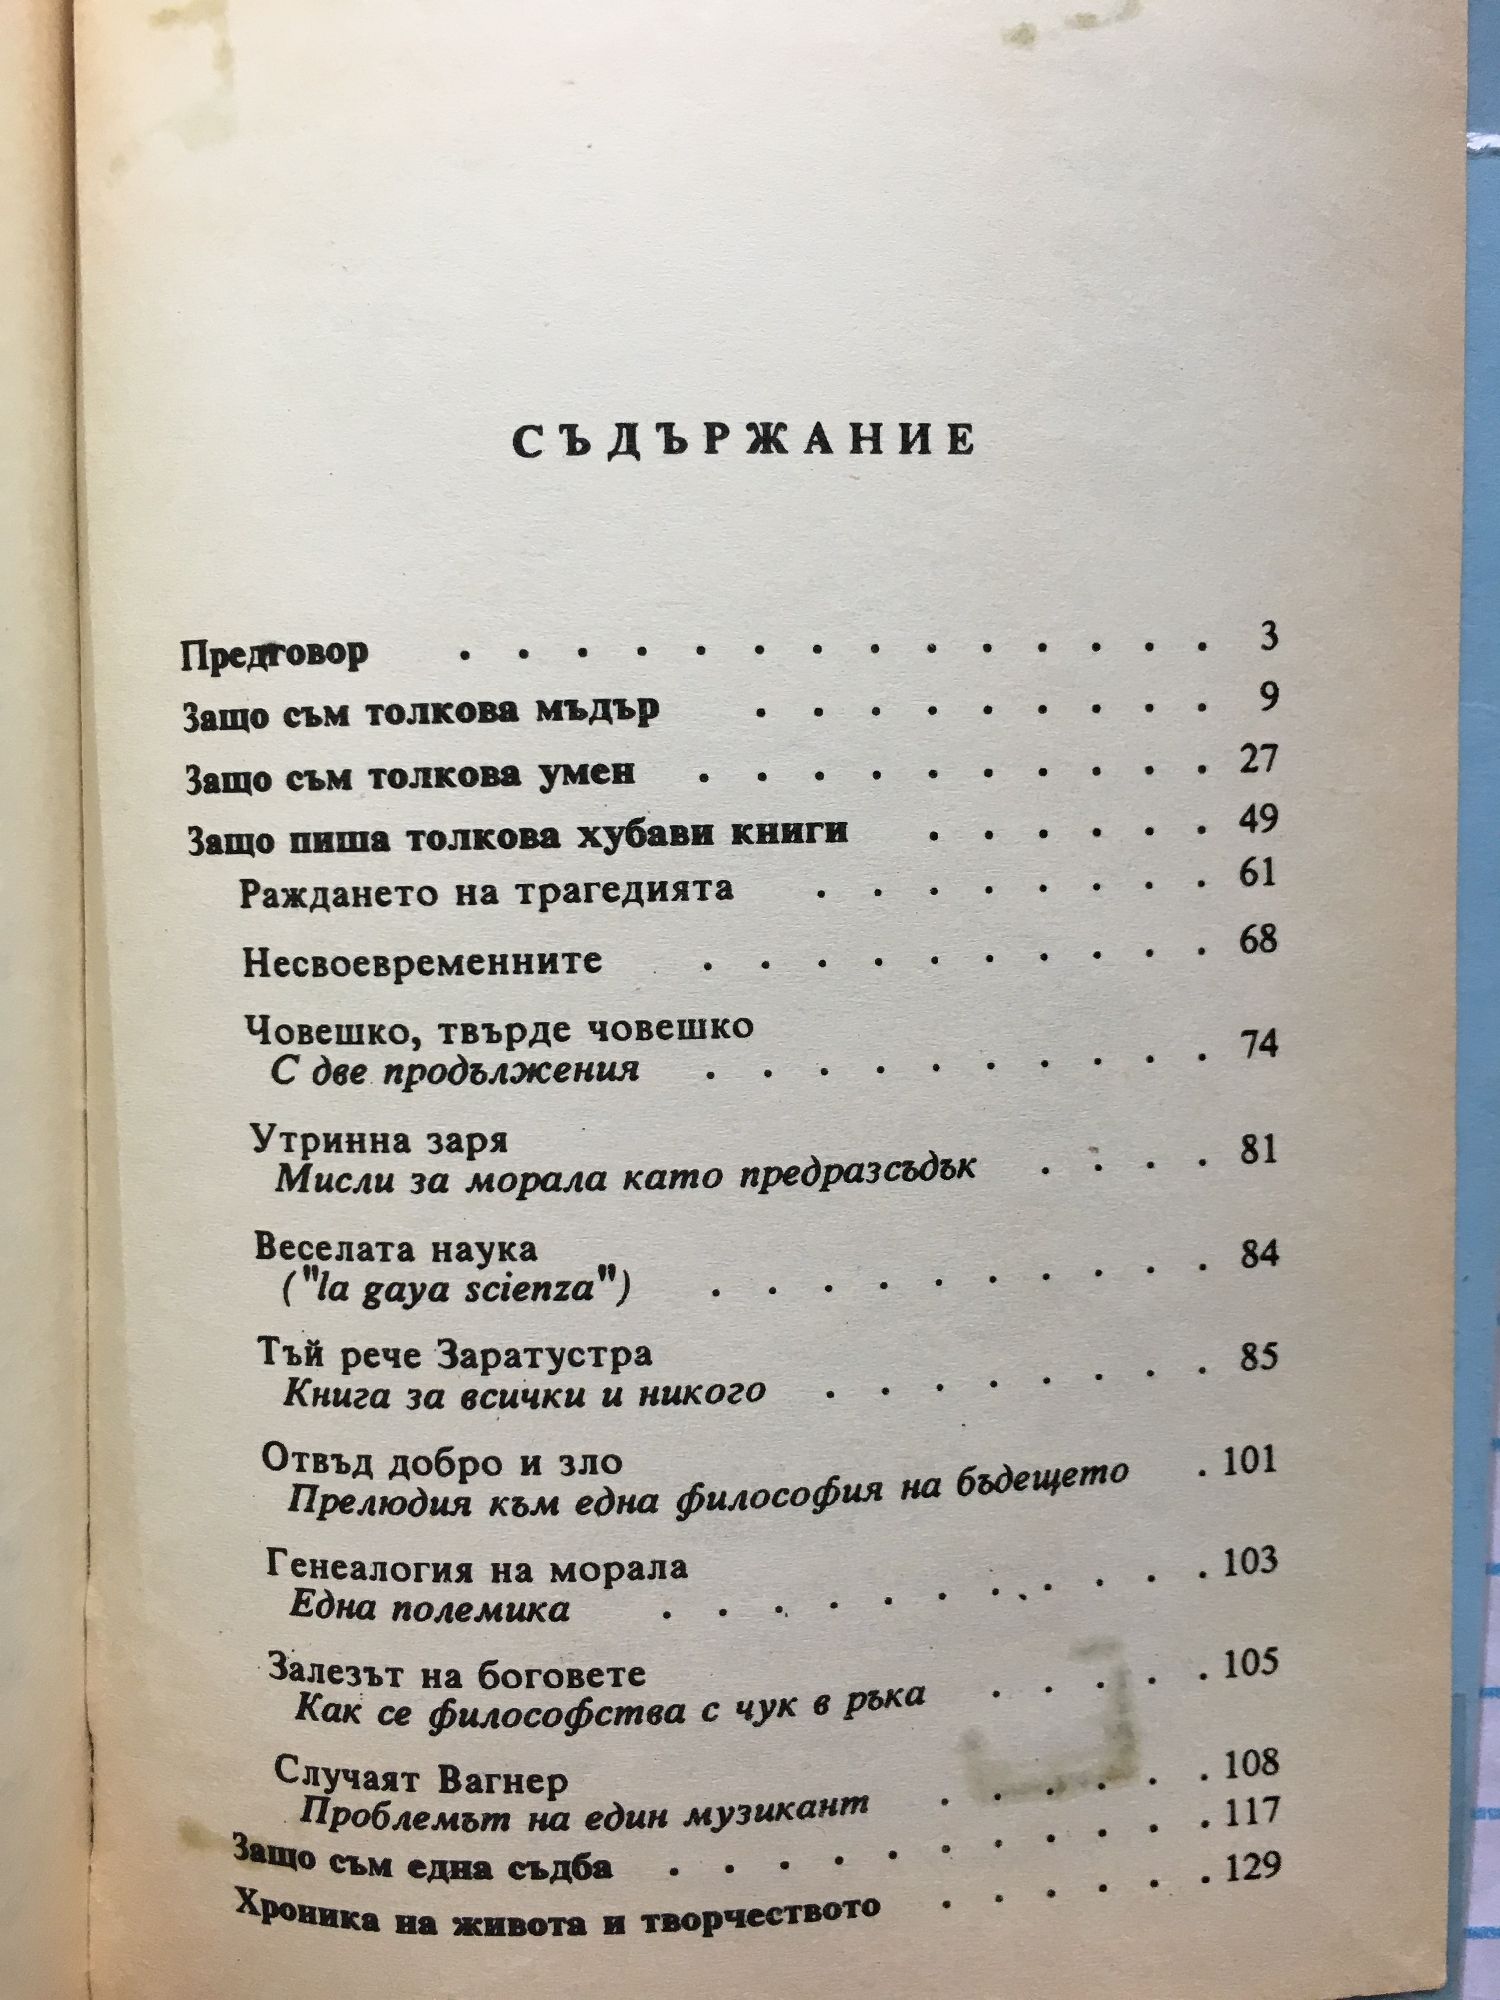 СЪДЪРЖАНИЕ
Предговор . . . . . . . . . . . . . . 3
Защо съм толкова мъдър . . . . . . . . . 9
Защо съм толкова умен . . . . . . . . . . 27
Защо пиша толкова хубави книги . . . . . . 49
Раждането на трагедията . . . . . . . . 61
Несвоевременните . . . . . . . . . . 68
Човешко, твърде човешко
С две продължения . . . . . . . . . . 74
Утринна заря
Мисли за морала като предразсъдък . . . . 81
Веселата наука
("la gaya scienza") . . . . . . . . . . 84
Тъй рече Заратустра
Книга за всички и никого . . . . . . . . 85
Отвъд добро и зло
Прелюдия към една философия на бъдещето . 101
Генеалогия на морала
Една полемика . . . . . . . . . . . 103
Залезът на боговете
Как се философства с чук в ръка . . . . . 105
Случаят Вагнер
Проблемът на един музикант . . . . . . 108
Защо съм една съдба . . . . . . . . . . . 117
Хроника на живота и творчеството . . . . . . 129